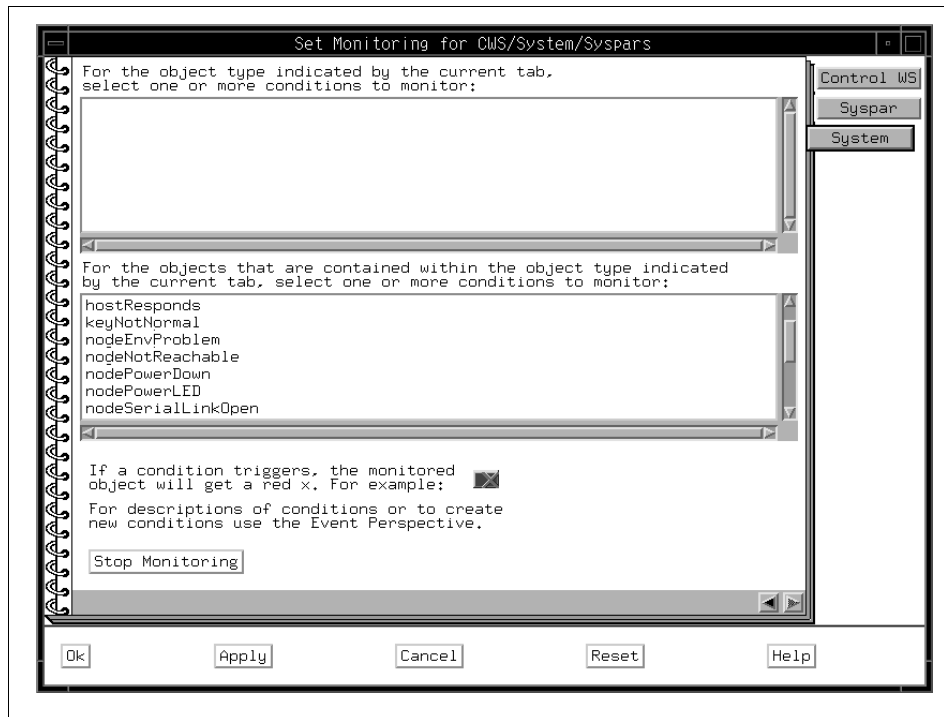 Set Monitoring for CWS/System/Syspars
For the object type indicated by the current tab,
select one or more conditions to monitor:
Control WS
Syspar
System
For the objects that are contained within the object type indicated
by the current tab, select one or more conditions to monitor:
hostResponds
keyNotNormal
nodeEnvProblem
nodeNotReachable
nodePowerDown
nodePowerLED
nodeSerialLinkOpen
If a condition triggers, the monitored
object will get a red x. For example:
For descriptions of conditions or to create
new conditions use the Event Perspective.
Stop Monitoring
Ok Apply Cancel Reset Help